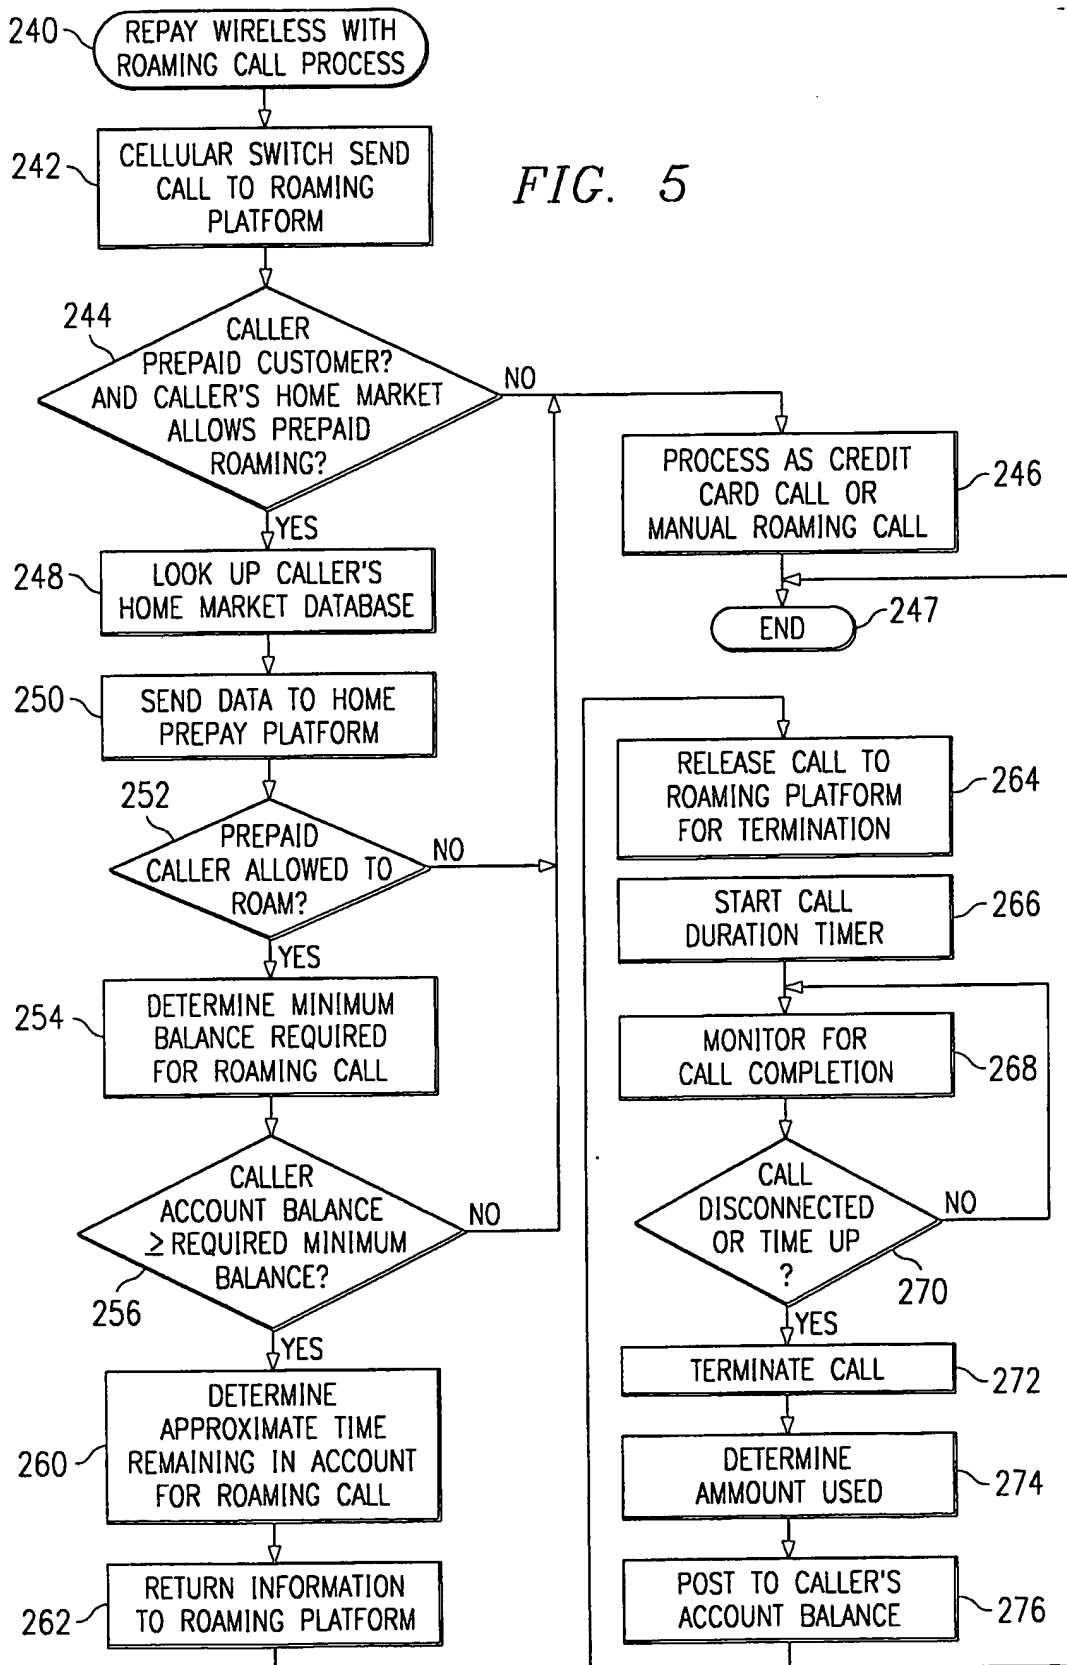 240
REPAY WIRELESS WITH
ROAMING CALL PROCESS
242
CELLULAR SWITCH SEND
CALL TO ROAMING
PLATFORM
FIG. 5
244
CALLER
PREPAID CUSTOMER?
AND CALLER'S HOME MARKET
ALLOWS PREPAID
ROAMING?
NO
YES
PROCESS AS CREDIT
CARD CALL OR
MANUAL ROAMING CALL
246
END
247
248
LOOK UP CALLER'S
HOME MARKET DATABASE
250
SEND DATA TO HOME
PREPAY PLATFORM
252
PREPAID
CALLER ALLOWED TO
ROAM?
NO
YES
254
DETERMINE MINIMUM
BALANCE REQUIRED
FOR ROAMING CALL
CALLER
ACCOUNT BALANCE
≥ REQUIRED MINIMUM
BALANCE?
256
NO
YES
260
DETERMINE
APPROXIMATE TIME
REMAINING IN ACCOUNT
FOR ROAMING CALL
262
RETURN INFORMATION
TO ROAMING PLATFORM
RELEASE CALL TO
ROAMING PLATFORM
FOR TERMINATION
264
START CALL
DURATION TIMER
266
MONITOR FOR
CALL COMPLETION
268
CALL
DISCONNECTED
OR TIME UP
?
NO
270
YES
TERMINATE CALL
272
DETERMINE
AMMOUNT USED
274
POST TO CALLER'S
ACCOUNT BALANCE
276